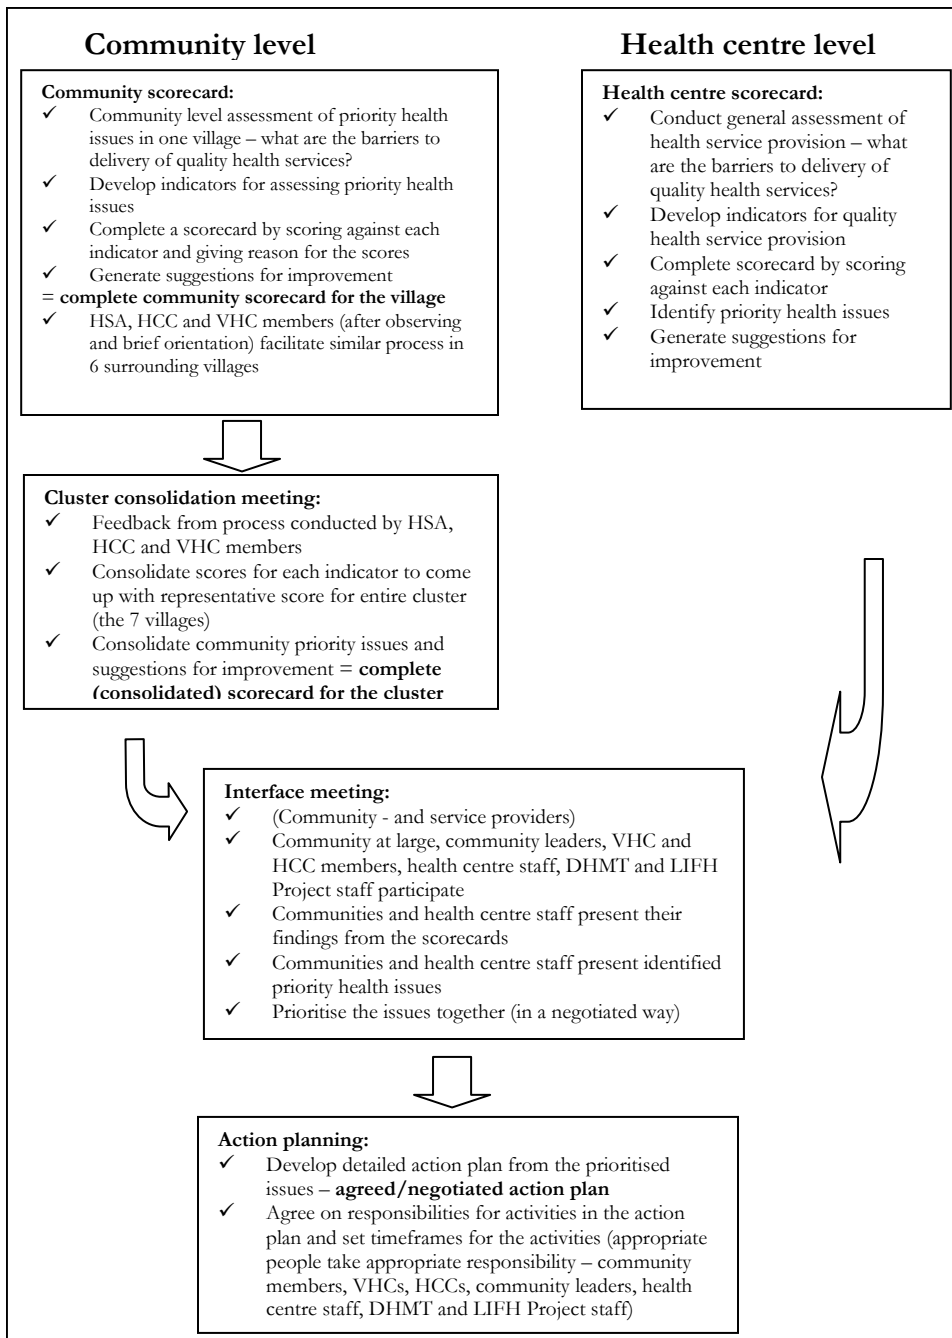 Community level
Community scorecard:
✓ Community level assessment of priority health
issues in one village – what are the barriers to
delivery of quality health services?
✓ Develop indicators for assessing priority health
issues
✓ Complete a scorecard by scoring against each
indicator and giving reason for the scores
✓ Generate suggestions for improvement
= complete community scorecard for the village
✓ HSA, HCC and VHC members (after observing
and brief orientation) facilitate similar process in
6 surrounding villages
Health centre level
Health centre scorecard:
✓ Conduct general assessment of
health service provision – what
are the barriers to delivery of
quality health services?
✓ Develop indicators for quality
health service provision
✓ Complete scorecard by scoring
against each indicator
✓ Identify priority health issues
✓ Generate suggestions for
improvement
Cluster consolidation meeting:
✓ Feedback from process conducted by HSA,
HCC and VHC members
✓ Consolidate scores for each indicator to come
up with representative score for entire cluster
(the 7 villages)
✓ Consolidate community priority issues and
suggestions for improvement = complete
(consolidated) scorecard for the cluster
Interface meeting:
✓ (Community - and service providers)
✓ Community at large, community leaders, VHC and
HCC members, health centre staff, DHMT and LIFH
Project staff participate
✓ Communities and health centre staff present their
findings from the scorecards
✓ Communities and health centre staff present identified
priority health issues
✓ Prioritise the issues together (in a negotiated way)
Action planning:
✓ Develop detailed action plan from the prioritised
issues – agreed/negotiated action plan
✓ Agree on responsibilities for activities in the action
plan and set timeframes for the activities (appropriate
people take appropriate responsibility – community
members, VHCs, HCCs, community leaders, health
centre staff, DHMT and LIFH Project staff)